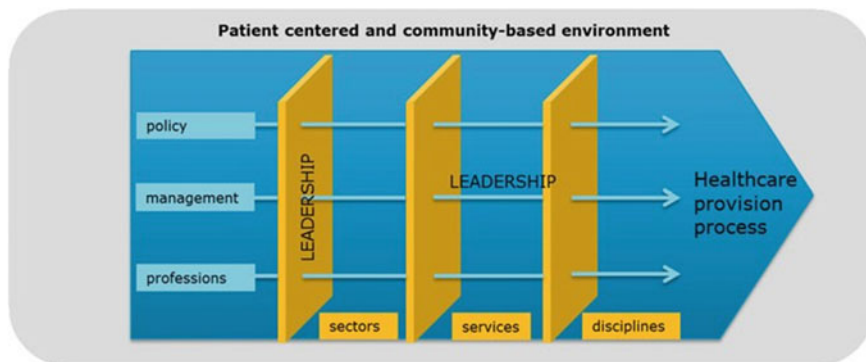 Patient centered and community-based environment
policy
LEADERSHIP
management
LEADERSHIP
Healthcare
provision
process
professions
sectors
services
disciplines